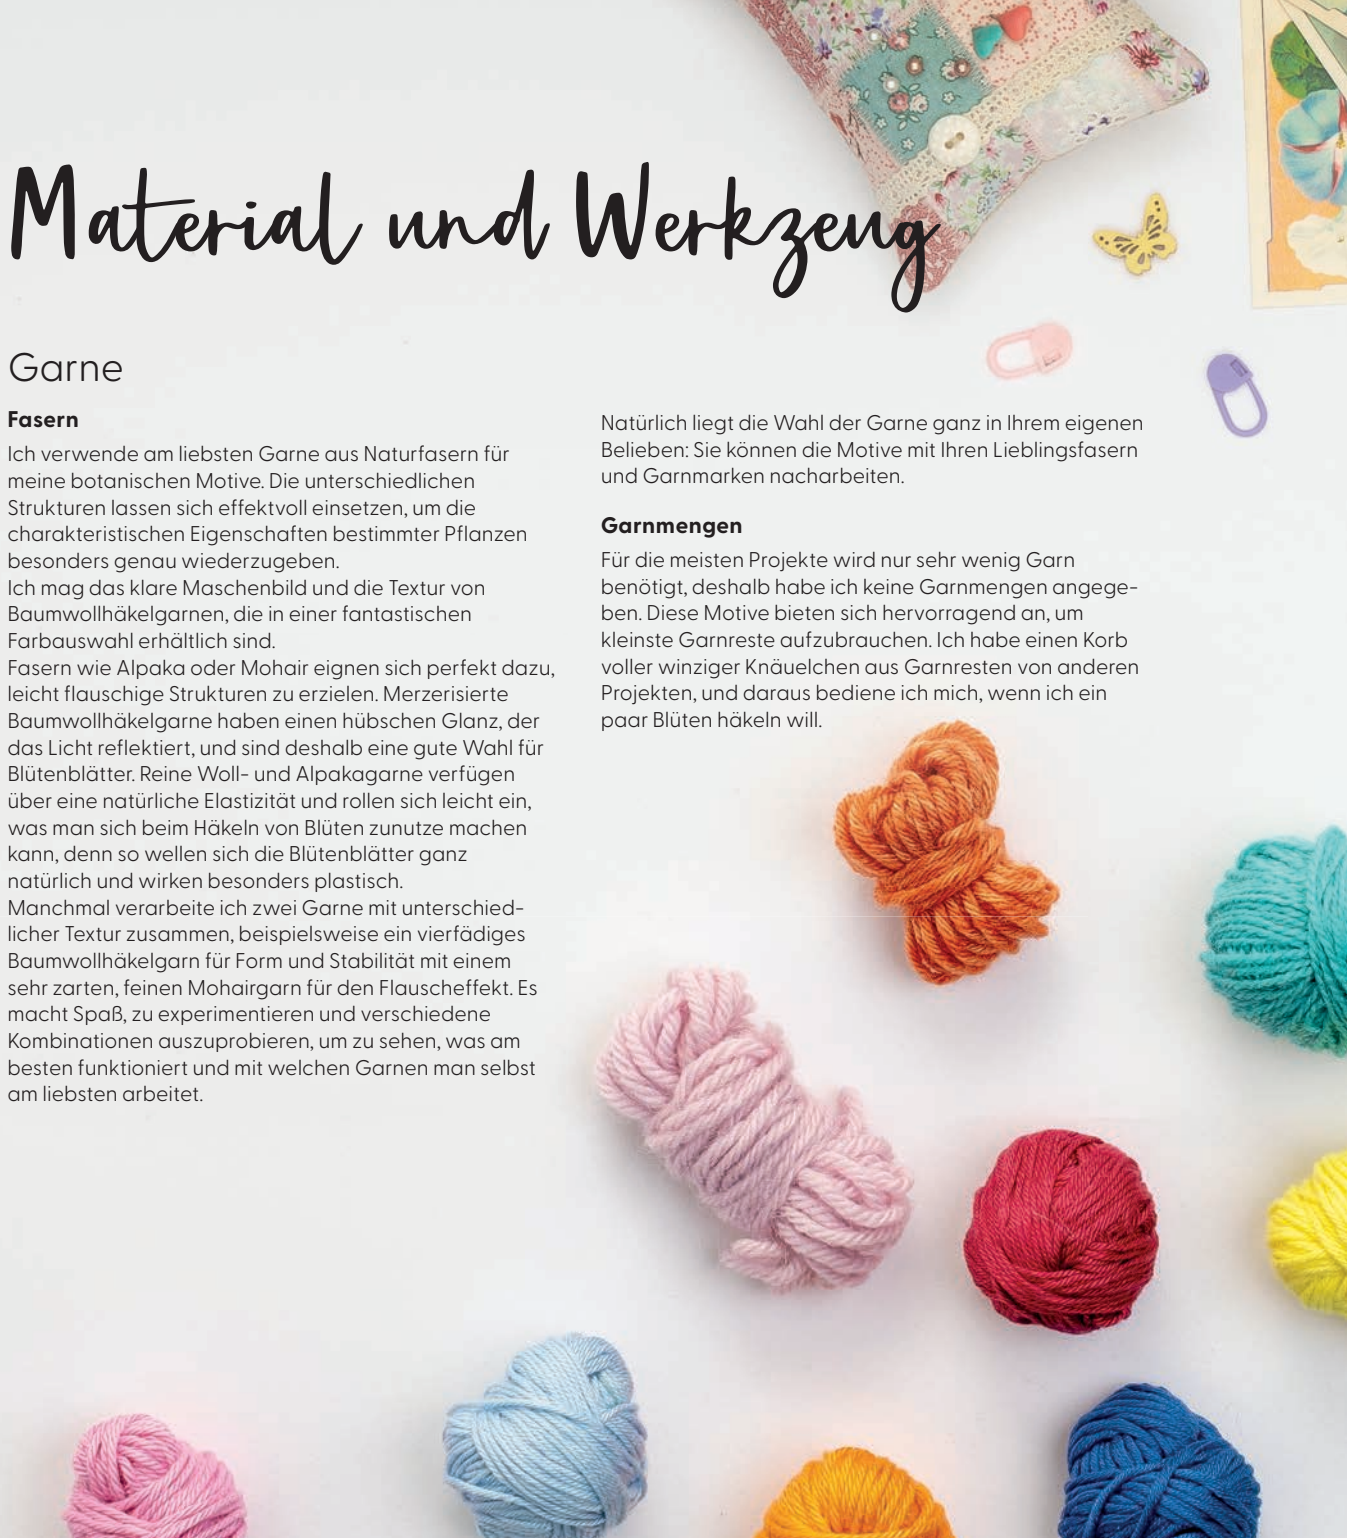 Material und Werkzeug
Garne
Fasern
Ich verwende am liebsten Garne aus Naturfasern für
meine botanischen Motive. Die unterschiedlichen
Strukturen lassen sich effektvoll einsetzen, um die
charakteristischen Eigenschaften bestimmter Pflanzen
besonders genau wiederzugeben.
Ich mag das klare Maschenbild und die Textur von
Baumwollhäkelgarnen, die in einer fantastischen
Farbauswahl erhältlich sind.
Fasern wie Alpaka oder Mohair eignen sich perfekt dazu,
leicht flauschige Strukturen zu erzielen. Merzerisierte
Baumwollhäkelgarne haben einen hübschen Glanz, der
das Licht reflektiert, und sind deshalb eine gute Wahl für
Blütenblätter. Reine Woll- und Alpakagarne verfügen
über eine natürliche Elastizität und rollen sich leicht ein,
was man sich beim Häkeln von Blüten zunutze machen
kann, denn so wellen sich die Blütenblätter ganz
natürlich und wirken besonders plastisch.
Manchmal verarbeite ich zwei Garne mit unterschied-
licher Textur zusammen, beispielsweise ein vierfädiges
Baumwollhäkelgarn für Form und Stabilität mit einem
sehr zarten, feinen Mohairgarn für den Flauscheffekt. Es
macht Spaß, zu experimentieren und verschiedene
Kombinationen auszuprobieren, um zu sehen, was am
besten funktioniert und mit welchen Garnen man selbst
am liebsten arbeitet.
Natürlich liegt die Wahl der Garne ganz in Ihrem eigenen
Belieben: Sie können die Motive mit Ihren Lieblingsfasern
und Garnmarken nacharbeiten.
Garnmengen
Für die meisten Projekte wird nur sehr wenig Garn
benötigt, deshalb habe ich keine Garnmengen angege-
ben. Diese Motive bieten sich hervorragend an, um
kleinste Garnreste aufzubrauchen. Ich habe einen Korb
voller winziger Knäuelchen aus Garnresten von anderen
Projekten, und daraus bediene ich mich, wenn ich ein
paar Blüten häkeln will.